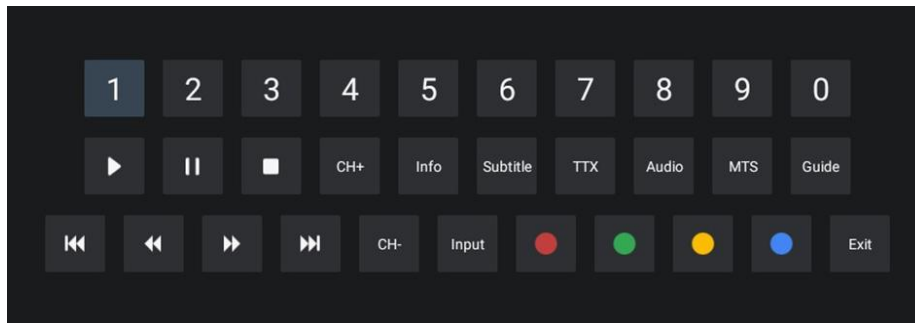 1 2 3 4 5 6 7 8 9 0
CH+ Info Subtitle TTX Audio MTS Guide
CH- Input Exit